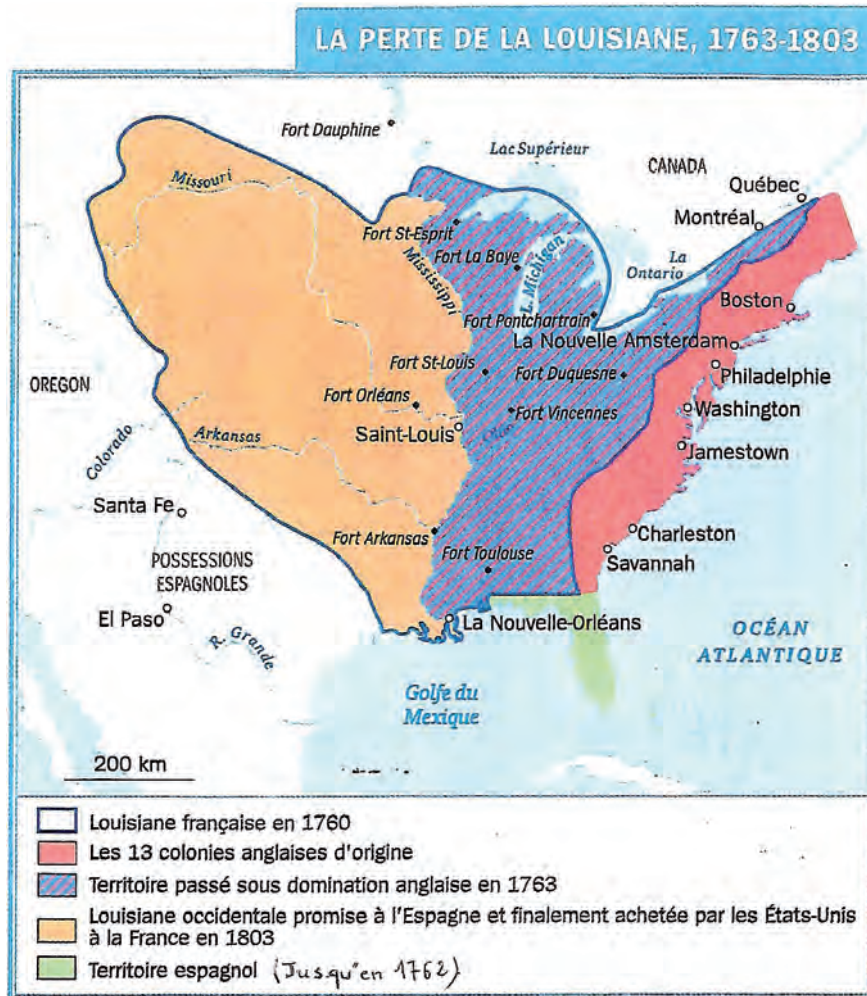 LA PERTE DE LA LOUISIANE, 1763-1803
Fort Dauphine
Lac Supérieur
CANADA
Québec
Missouri
Montréal
Fort St-Esprit
Fort La Baye
L. Michigan
La
Ontario
Mississippi
Boston
Fort Pontchartrain
La Nouvelle Amsterdam
OREGON
Fort St-Louis
Fort Duquesne
Philadelphie
Fort Orléans
Fort Vincennes
Washington
Saint-Louis
Ohio
Colorado
Arkansas
Jamestown
Santa Fe
Fort Arkansas
Charleston
POSSESSIONS
ESPAGNOLES
Fort Toulouse
Savannah
El Paso
La Nouvelle-Orléans
R. Grande
OCÉAN
ATLANTIQUE
Golfe du
Mexique
200 km
Louisiane française en 1760
Les 13 colonies anglaises d'origine
Territoire passé sous domination anglaise en 1763
Louisiane occidentale promise à l'Espagne et finalement achetée par les États-Unis
à la France en 1803
Territoire espagnol (Jusqu'en 1762)